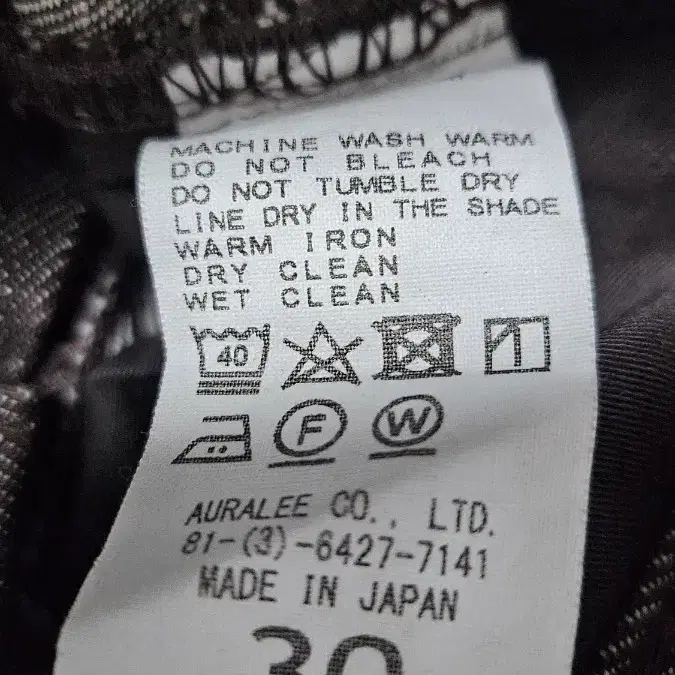 MACHINE WASH WARM
DO NOT BLEACH
DO NOT TUMBLE DRY
LINE DRY IN THE SHADE
WARM IRON
DRY CLEAN
WET CLEAN
40
F W
AURALEE CO., LTD.
81-(3)-6427-7141
MADE IN JAPAN
30